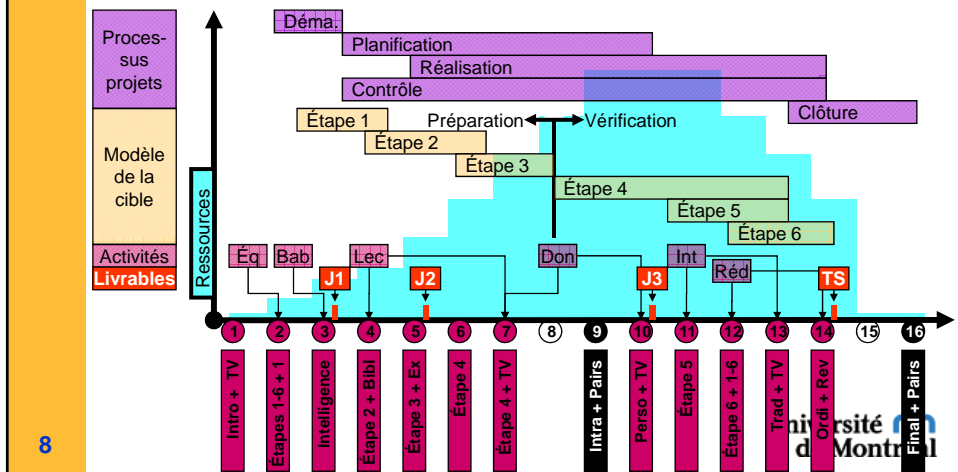 Proces-
sus
projets
Déma.
Planification
Réalisation
Contrôle
Clôture
Modèle
de la
cible
Étape 1
Préparation
Vérification
Étape 2
Étape 3
Étape 4
Étape 5
Étape 6
Ressources
Activités
Éq
Bab
Lec
Don
Int
Réd
Livrables
J1
J2
J3
TS
1
2
3
4
5
6
7
8
9
10
11
12
13
14
15
16
Intro + TV
Étapes 1-6 + 1
Intelligence
Étape 2 + Bibl
Étape 3 + Ex
Étape 4
Étape 4 + TV
Intra + Pairs
Perso + TV
Étape 5
Étape 6 + 1-6
Trad + TV
Ordi + Rev
Final + Pairs
8